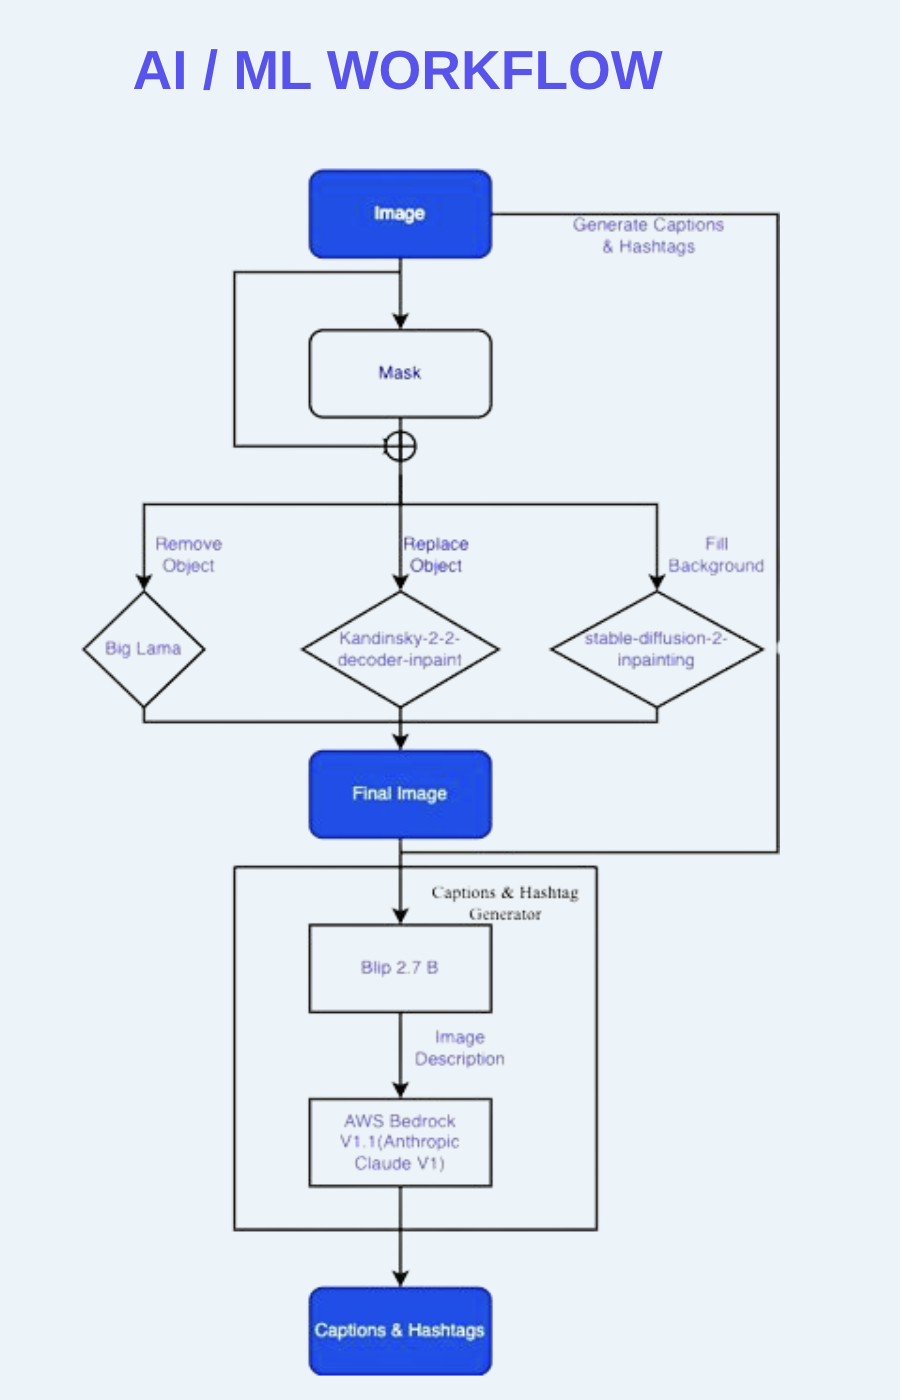 AI / ML WORKFLOW
Image
Generate Captions
& Hashtags
Mask
Remove
Object
Replace
Object
Fill
Background
Big Lama
Kandinsky-2-2-
decoder-inpaint
stable-diffusion-2-
inpainting
Final Image
Captions & Hashtag
Generator
Blip 2.7 B
Image
Description
AWS Bedrock
V1.1(Anthropic
Claude V1)
Captions & Hashtags